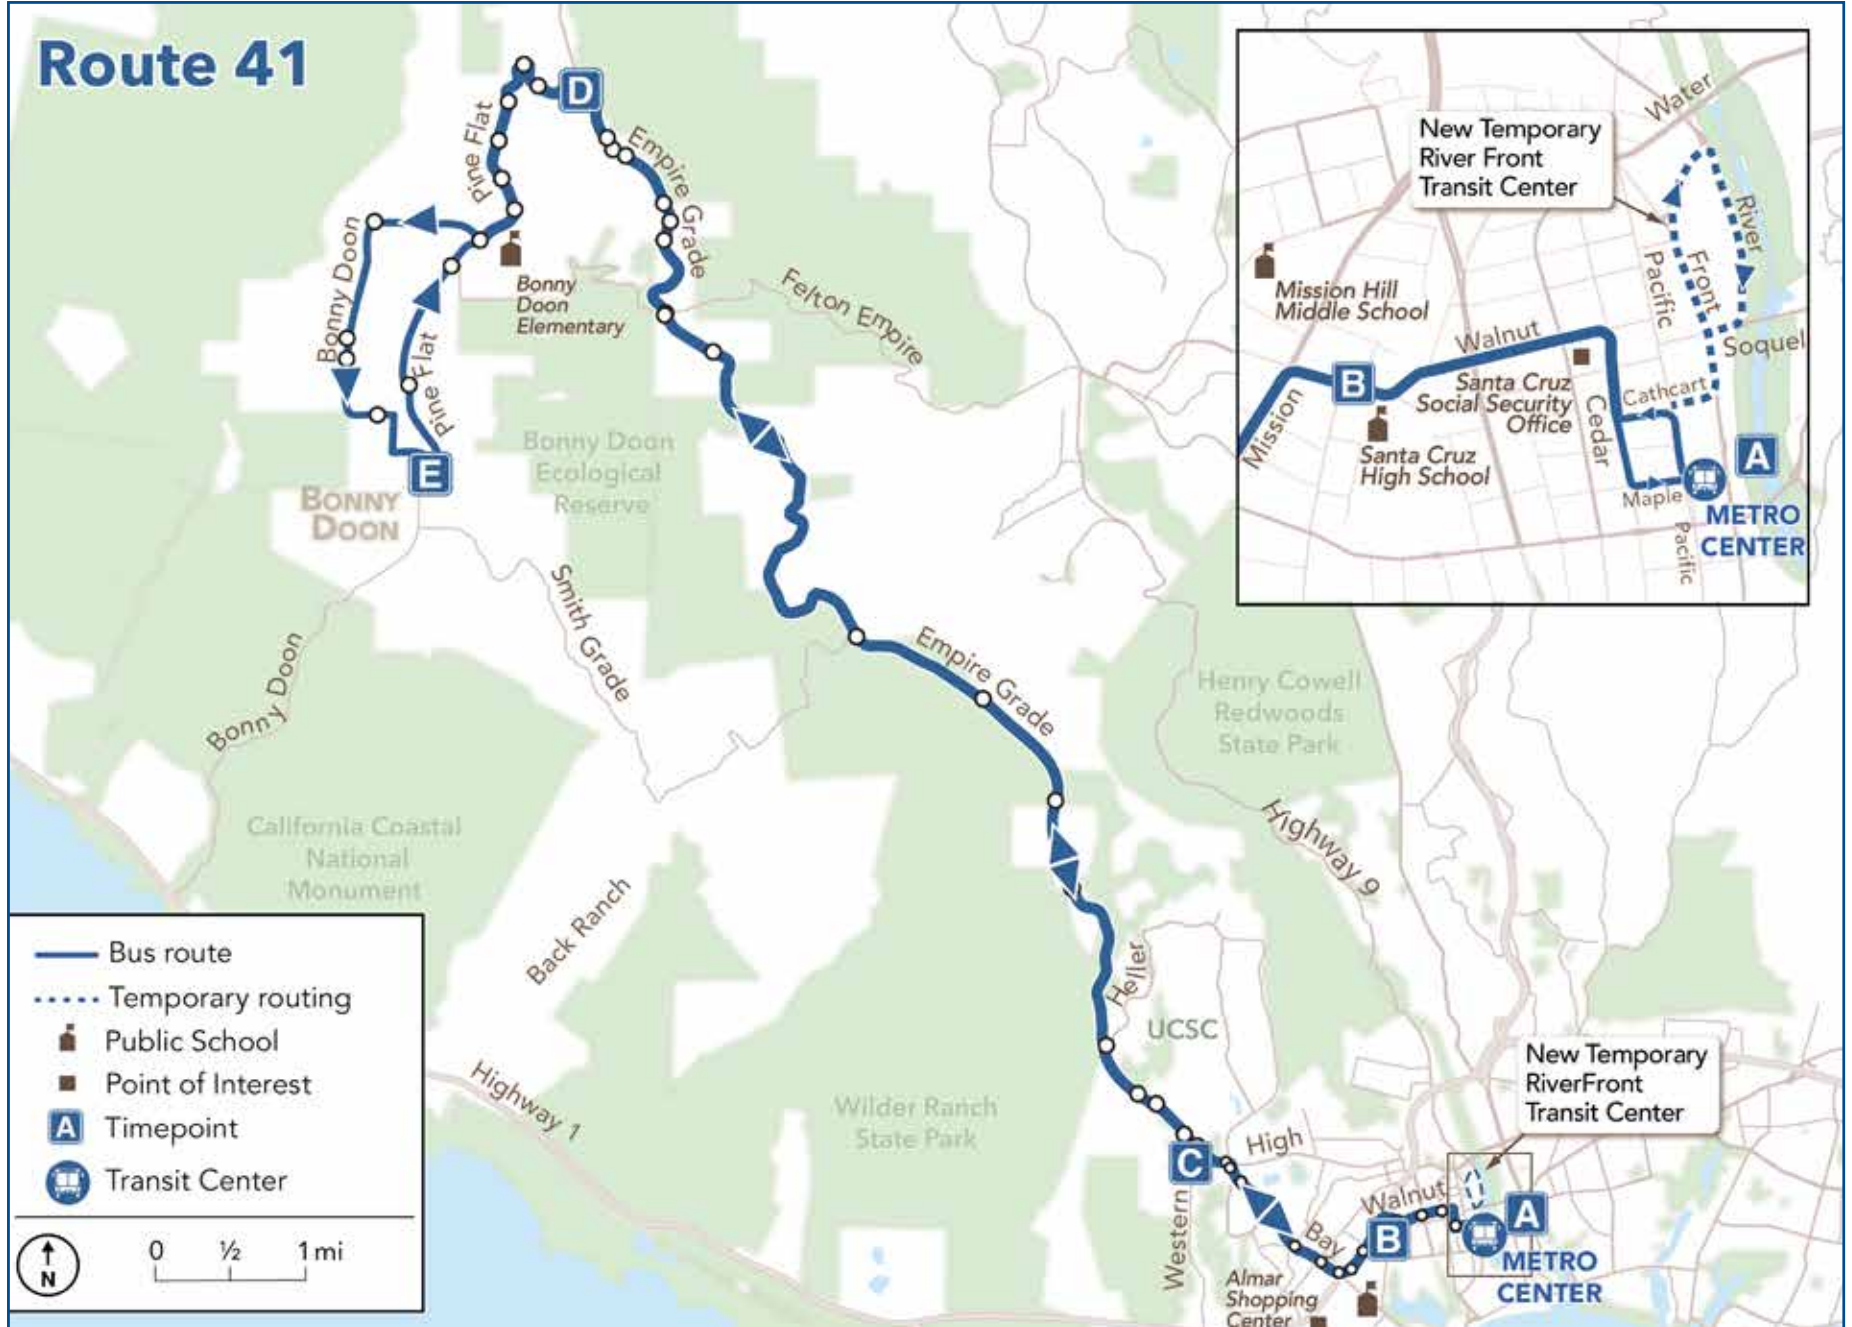 Route 41
D
Pine Flat
Empire Grade
Bonny Doon
Bonny
Doon
Elementary
Felton Empire
Pine Flat
E
BONNY
DOON
Bonny Doon
Ecological
Reserve
Smith Grade
Bonny Doon
Empire Grade
Henry Cowell
Redwoods
State Park
California Coastal
National
Monument
Highway 9
Back Ranch
Heller
UCSC
Highway 1
Wilder Ranch
State Park
High
C
Western
Bay
Walnut
B
A
METRO
CENTER
Almar
Shopping
Center
New Temporary
RiverFront
Transit Center
Water
New Temporary
River Front
Transit Center
River
Front
Pacific
Mission Hill
Middle School
Walnut
Soquel
B
Santa Cruz
Social Security
Office
Cathcart
Cedar
Mission
Santa Cruz
High School
A
Maple
METRO
CENTER
Pacific
Bus route
Temporary routing
Public School
Point of Interest
A Timepoint
Transit Center
N
0 ½ 1 mi